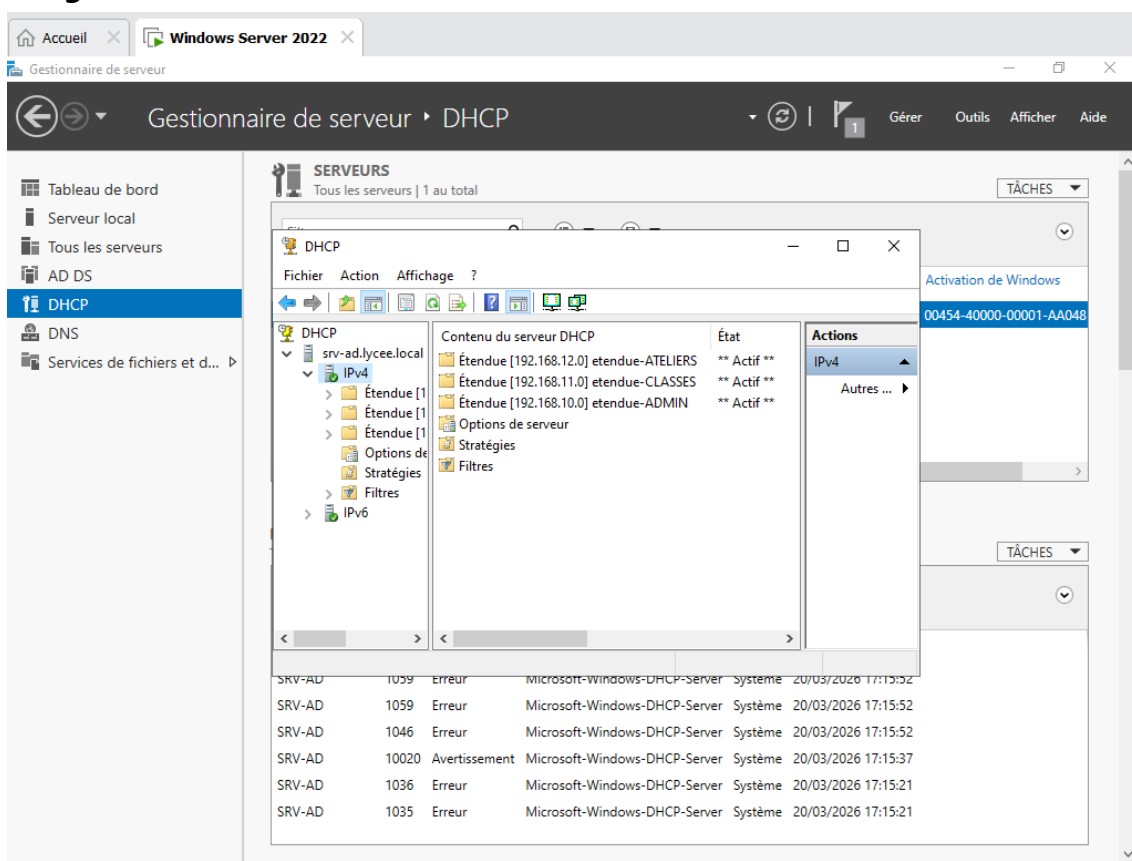 Accueil
Windows Server 2022
Gestionnaire de serveur
Gestionnaire de serveur DHCP
1
Gérer Outils Afficher Aide
Tableau de bord
Serveur local
Tous les serveurs
AD DS
DHCP
DNS
Services de fichiers et d...
SERVEURS
Tous les serveurs | 1 au total
TÂCHES
Activation de Windows
00454-40000-00001-AA048
DHCP
Fichier Action Affichage ?
DHCP
srv-ad.lycee.local
IPv4
Étendue [1
Étendue [1
Étendue [1
Options de
Stratégies
Filtres
IPv6
Contenu du serveur DHCP État
Étendue [192.168.12.0] etendue-ATELIERS ** Actif **
Étendue [192.168.11.0] etendue-CLASSES ** Actif **
Étendue [192.168.10.0] etendue-ADMIN ** Actif **
Options de serveur
Stratégies
Filtres
Actions
IPv4
Autres ...
TÂCHES
SRV-AD 1059 Erreur Microsoft-Windows-DHCP-Server Système 20/03/2026 17:15:52
SRV-AD 1059 Erreur Microsoft-Windows-DHCP-Server Système 20/03/2026 17:15:52
SRV-AD 1046 Erreur Microsoft-Windows-DHCP-Server Système 20/03/2026 17:15:52
SRV-AD 10020 Avertissement Microsoft-Windows-DHCP-Server Système 20/03/2026 17:15:37
SRV-AD 1036 Erreur Microsoft-Windows-DHCP-Server Système 20/03/2026 17:15:21
SRV-AD 1035 Erreur Microsoft-Windows-DHCP-Server Système 20/03/2026 17:15:21